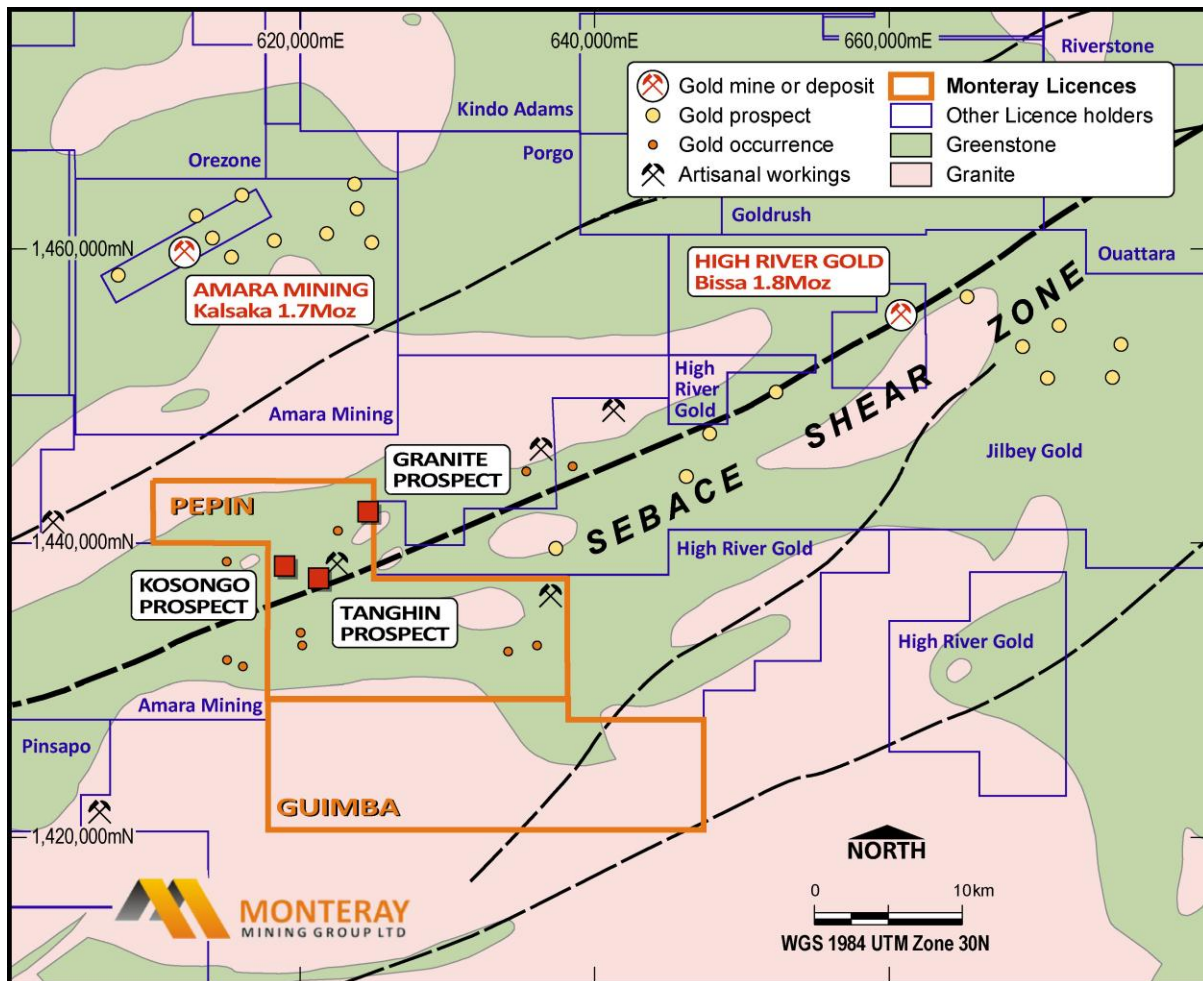 620,000mE
640,000mE
660,000mE
Riverstone
Gold mine or deposit
Gold prospect
Gold occurrence
Artisanal workings
Monteray Licences
Other Licence holders
Greenstone
Granite
Kindo Adams
Orezone
Porgo
Goldrush
Ouattara
1,460,000mN
AMARA MINING
Kalsaka 1.7Moz
HIGH RIVER GOLD
Bissa 1.8Moz
High
River
Gold
Amara Mining
SEBACE SHEAR ZONE
Jilbey Gold
GRANITE
PROSPECT
PEPIN
1,440,000mN
High River Gold
KOSONGO
PROSPECT
TANGHIN
PROSPECT
High River Gold
Amara Mining
Pinsapo
GUIMBA
1,420,000mN
NORTH
0 10km
WGS 1984 UTM Zone 30N
MONTERAY
MINING GROUP LTD